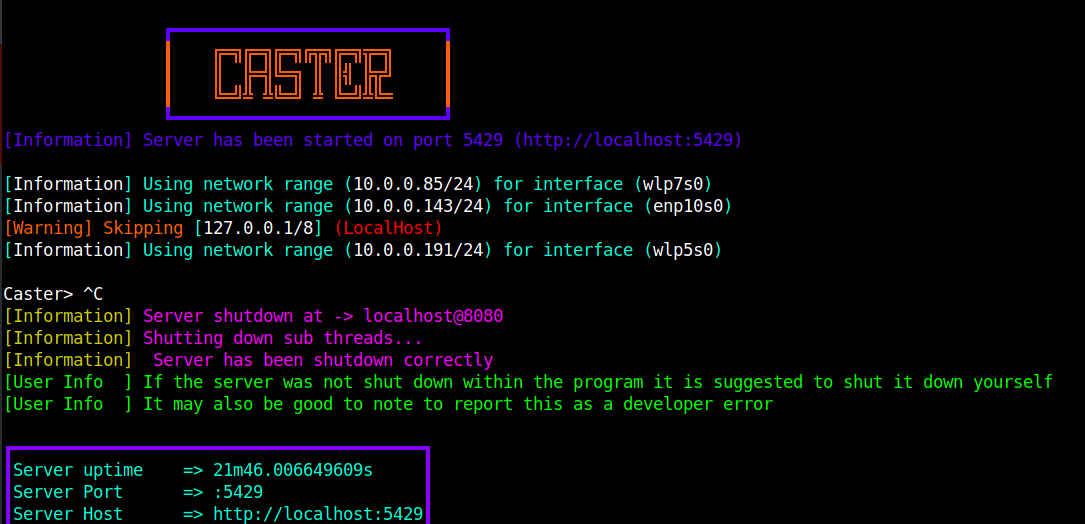 CASTER
[Information] Server has been started on port 5429 (http://localhost:5429)
[Information] Using network range (10.0.0.85/24) for interface (wlp7s0)
[Information] Using network range (10.0.0.143/24) for interface (enp10s0)
[Warning] Skipping [127.0.0.1/8] (LocalHost)
[Information] Using network range (10.0.0.191/24) for interface (wlp5s0)
Caster> ^C
[Information] Server shutdown at -> localhost@8080
[Information] Shutting down sub threads...
[Information]  Server has been shutdown correctly
[User Info  ] If the server was not shut down within the program it is suggested to shut it down yourself
[User Info  ] It may also be good to note to report this as a developer error
Server uptime    => 21m46.006649609s
Server Port      => :5429
Server Host      => http://localhost:5429